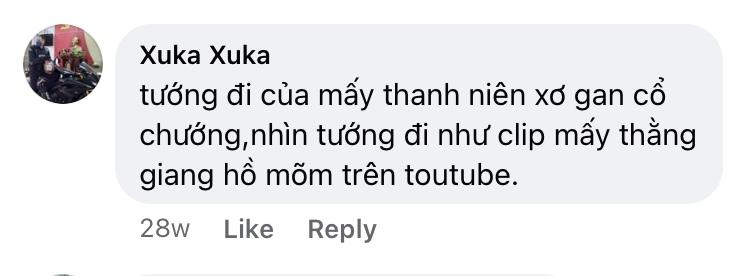 Xuka Xuka
tướng đi của mấy thanh niên xơ gan cổ
chướng,nhìn tướng đi như clip mấy thằng
giang hồ mõm trên toutube.
28w Like Reply